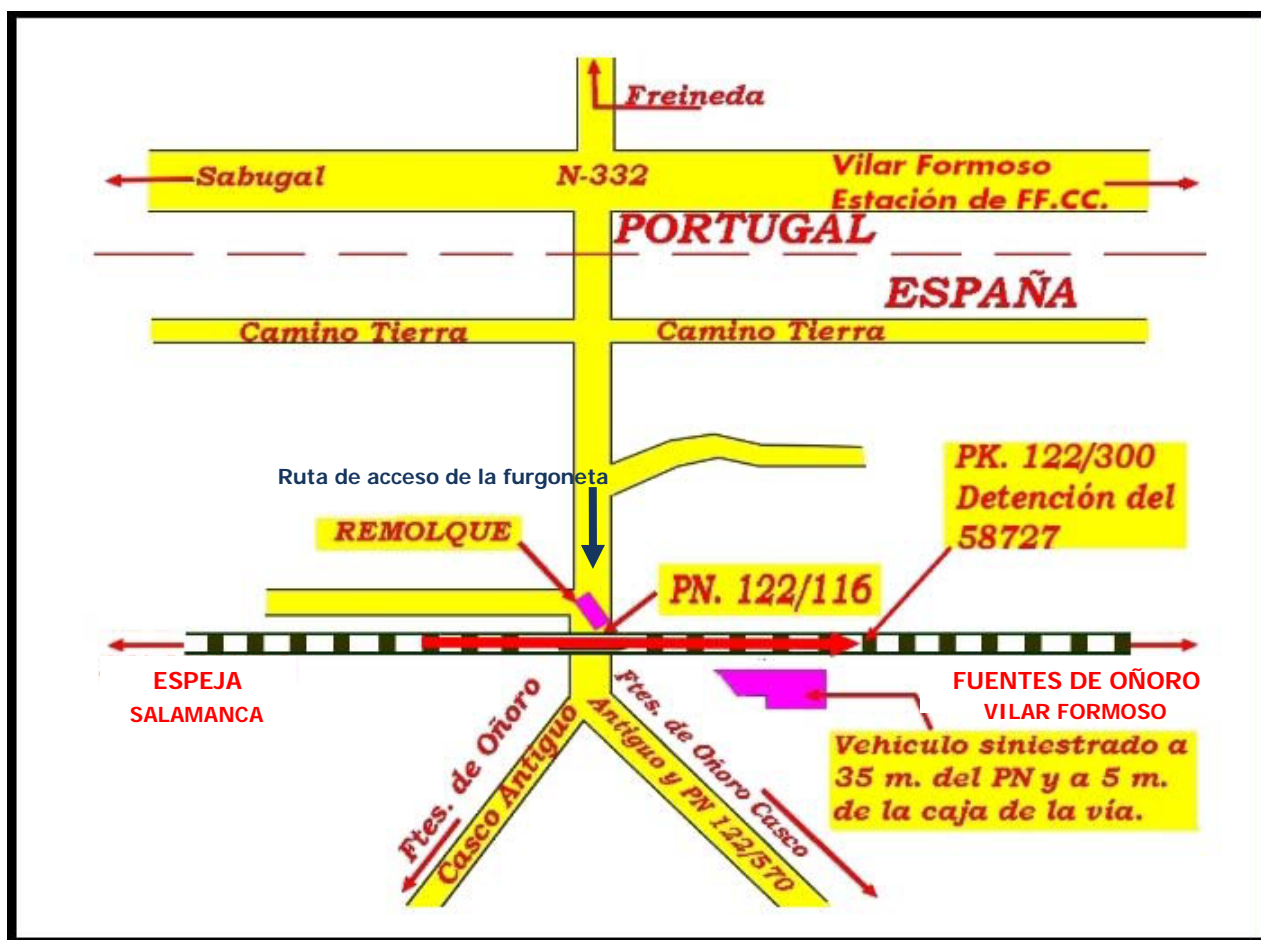 Freineda
Sabugal
N-332
Vilar Formoso
Estación de FF.CC.
PORTUGAL
ESPAÑA
Camino Tierra
Camino Tierra
Ruta de acceso de la furgoneta
PK. 122/300
Detención del
58727
REMOLQUE
PN. 122/116
ESPEJA
SALAMANCA
FUENTES DE OÑORO
VILAR FORMOSO
Ftes. de Oñoro
Casco Antiguo
Ftes. de Oñoro Casco
Antiguo y PN 122/570
Vehículo siniestrado a
35 m. del PN y a 5 m.
de la caja de la vía.